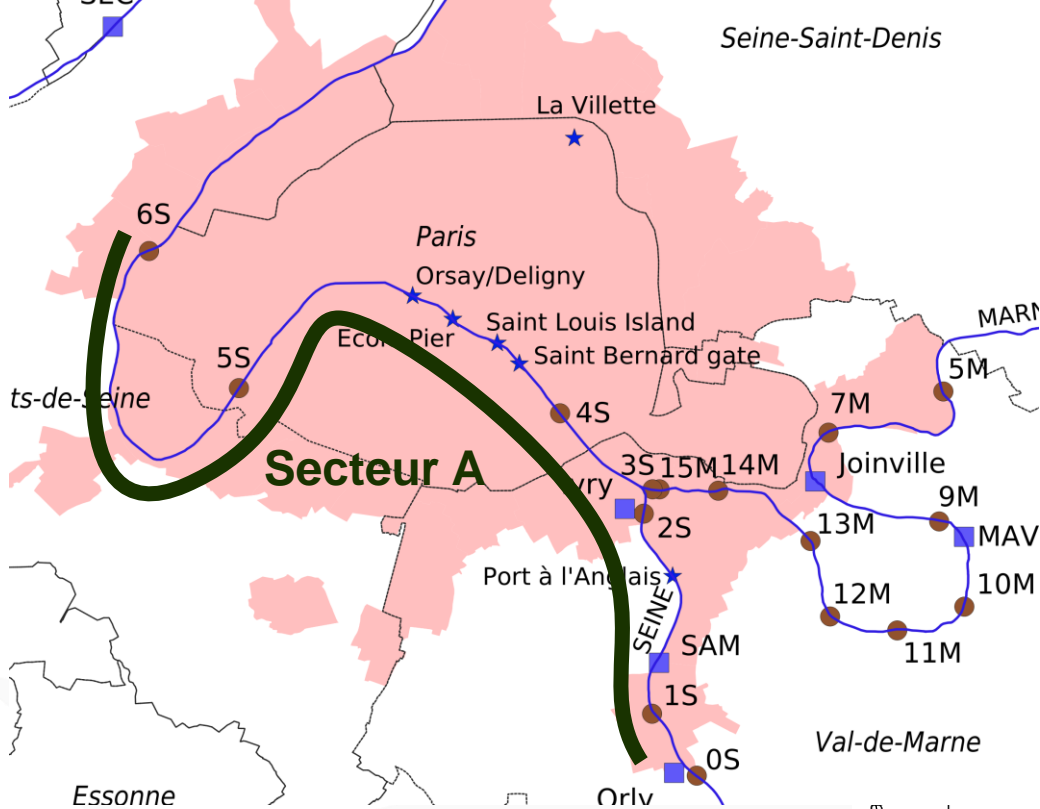 Seine-Saint-Denis
La Villette
6S
Paris
Orsay/Deligny
MARN
Saint Louis Island
Saint Bernard gate
5S
5M
ts-de-Seine
7M
4S
Secteur A
3S 15M 14M
Joinville
vry
9M
2S
13M
MAV
Port à l'Anglais
10M
12M
SEINE
SAM
11M
1S
Val-de-Marne
0S
Essonne
Orly